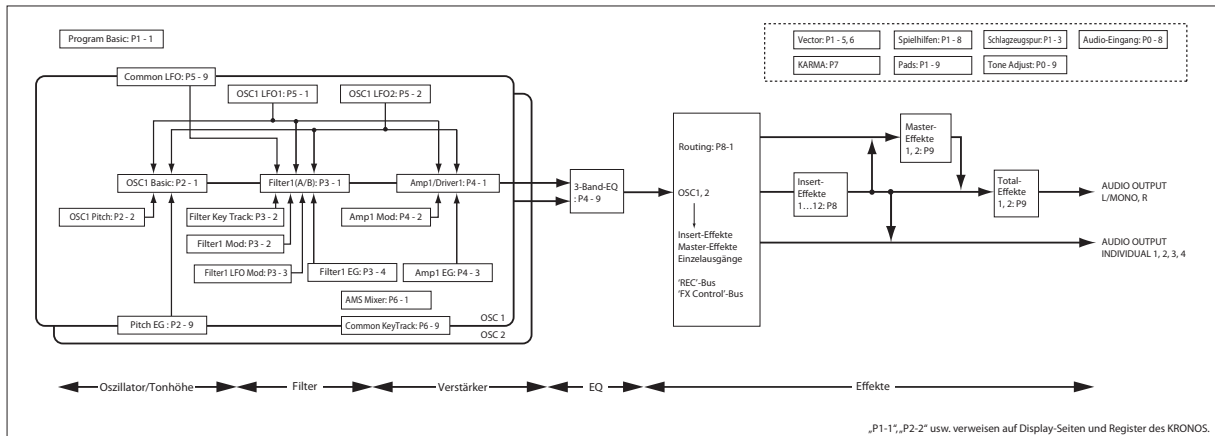 Program Basic: P1 - 1
Vector: P1 - 5, 6
Spielhilfen: P1 - 8
Schlagzeugspur: P1 - 3
Audio-Eingang: P0 - 8
KARMA: P7
Pads: P1 - 9
Tone Adjust: P0 - 9
Common LFO: P5 - 9
OSC1 LFO1: P5 - 1
OSC1 LFO2: P5 - 2
OSC1 Basic: P2 - 1
Filter1(A/B): P3 - 1
Amp1/Driver1: P4 - 1
OSC1 Pitch: P2 - 2
Filter Key Track: P3 - 2
Amp1 Mod: P4 - 2
Filter1 Mod: P3 - 2
Filter1 LFO Mod: P3 - 3
Filter1 EG: P3 - 4
Amp1 EG: P4 - 3
AMS Mixer: P6 - 1
Pitch EG : P2 - 9
Common KeyTrack: P6 - 9
OSC 1
OSC 2
3-Band-EQ
: P4 - 9
Routing: P8-1
OSC1, 2
Insert-Effekte
Master-Effekte
Einzelausgänge
'REC'-Bus
'FX Control'-Bus
Insert-
Effekte
1…12: P8
Master-
Effekte
1, 2: P9
Total-
Effekte
1, 2: P9
AUDIO OUTPUT
L/MONO, R
AUDIO OUTPUT
INDIVIDUAL 1, 2, 3, 4
Oszillator/Tonhöhe
Filter
Verstärker
EQ
Effekte
„P1-1“, „P2-2“ usw. verweisen auf Display-Seiten und Register des KRONOS.